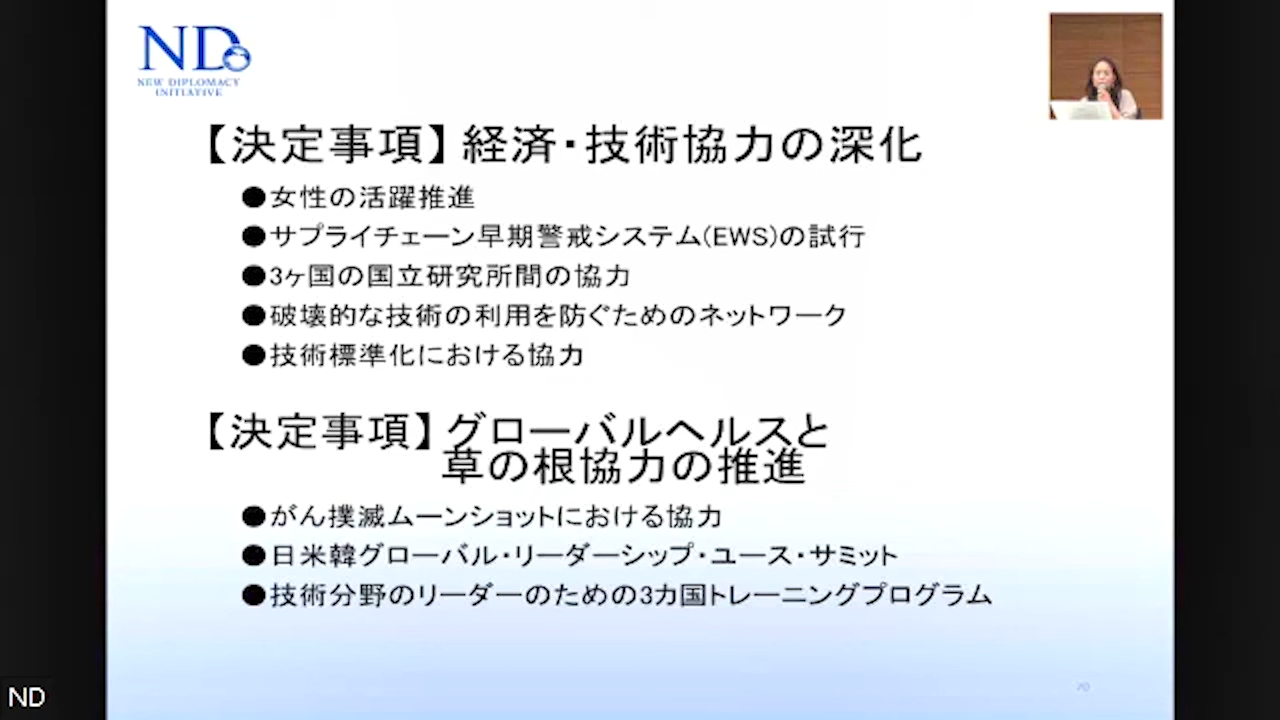 ND
NEW DIPLOMACY
INITIATIVE
【決定事項】経済・技術協力の深化
●女性の活躍推進
●サプライチェーン早期警戒システム(EWS)の試行
●3ヶ国の国立研究所間の協力
●破壊的な技術の利用を防ぐためのネットワーク
●技術標準化における協力
【決定事項】グローバルヘルスと
草の根協力の推進
●がん撲滅ムーンショットにおける協力
●日米韓グローバル・リーダーシップ・ユース・サミット
●技術分野のリーダーのための3カ国トレーニングプログラム
70
ND